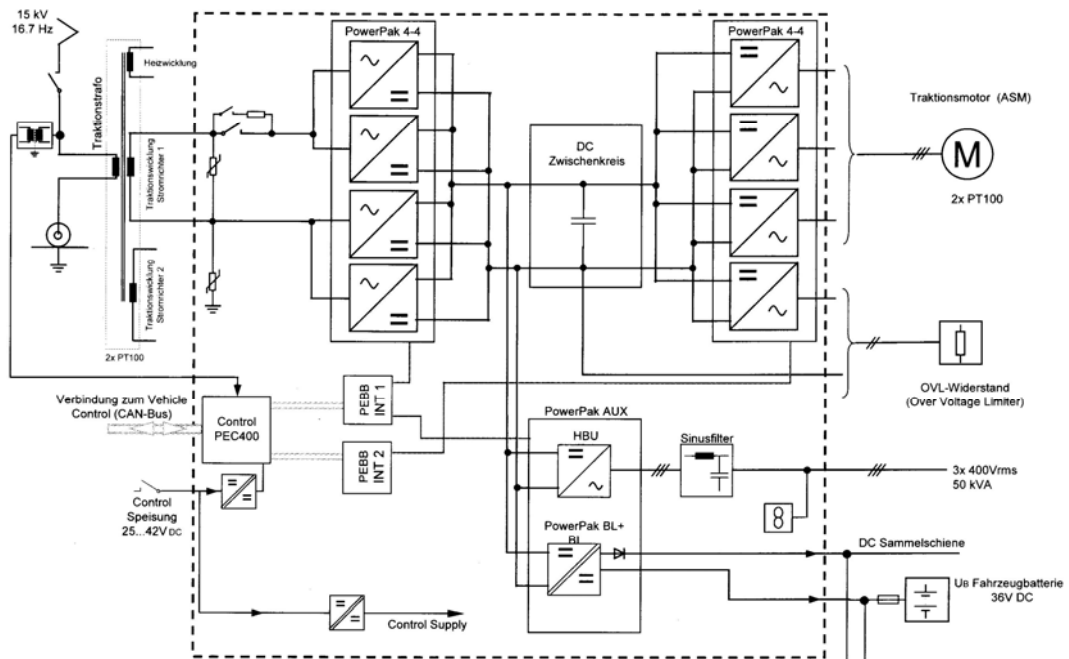 15 kV
16.7 Hz
Traktionstrafo
Heizwicklung
Traktionswicklung
Stromrichter 1
Traktionswicklung
Stromrichter 2
2x PT100
PowerPak 4-4
DC
Zwischenkreis
PowerPak 4-4
Traktionsmotor (ASM)
M
2x PT100
OVL-Widerstand
(Over Voltage Limiter)
Verbindung zum Vehicle
Control (CAN-Bus)
Control
PEC400
PEBB
INT 1
PEBB
INT 2
Control
Speisung
25...42V DC
Control Supply
PowerPak AUX
HBU
Sinusfilter
3x 400Vrms
50 kVA
PowerPak BL+
BL
DC Sammelschiene
UB Fahrzeugbatterie
36V DC